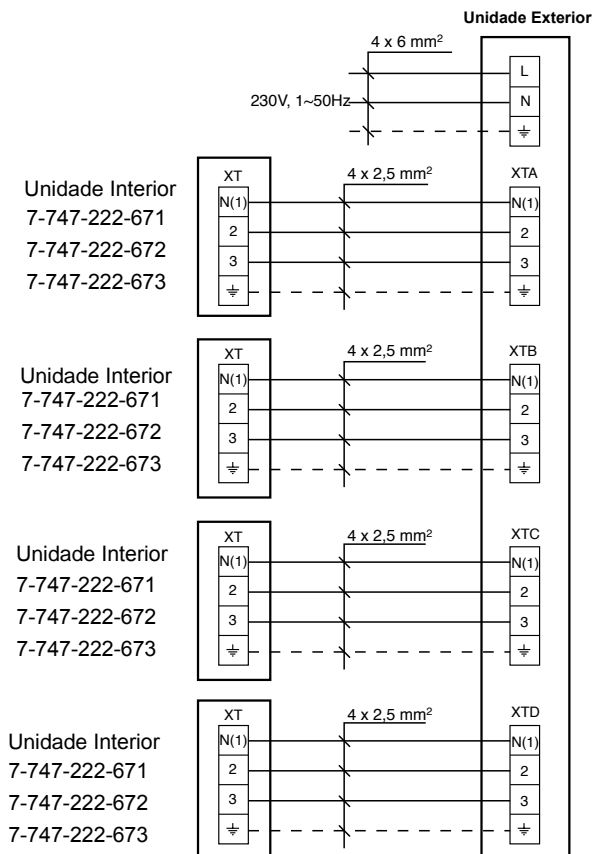 Unidade Exterior
4 x 6 mm²
L
230V, 1~50Hz
N
Unidade Interior
7-747-222-671
7-747-222-672
7-747-222-673
XT
4 x 2,5 mm²
XTA
N(1)
N(1)
2
2
3
3
Unidade Interior
7-747-222-671
7-747-222-672
7-747-222-673
XT
4 x 2,5 mm²
XTB
N(1)
N(1)
2
2
3
3
Unidade Interior
7-747-222-671
7-747-222-672
7-747-222-673
XT
4 x 2,5 mm²
XTC
N(1)
N(1)
2
2
3
3
Unidade Interior
7-747-222-671
7-747-222-672
7-747-222-673
XT
4 x 2,5 mm²
XTD
N(1)
N(1)
2
2
3
3